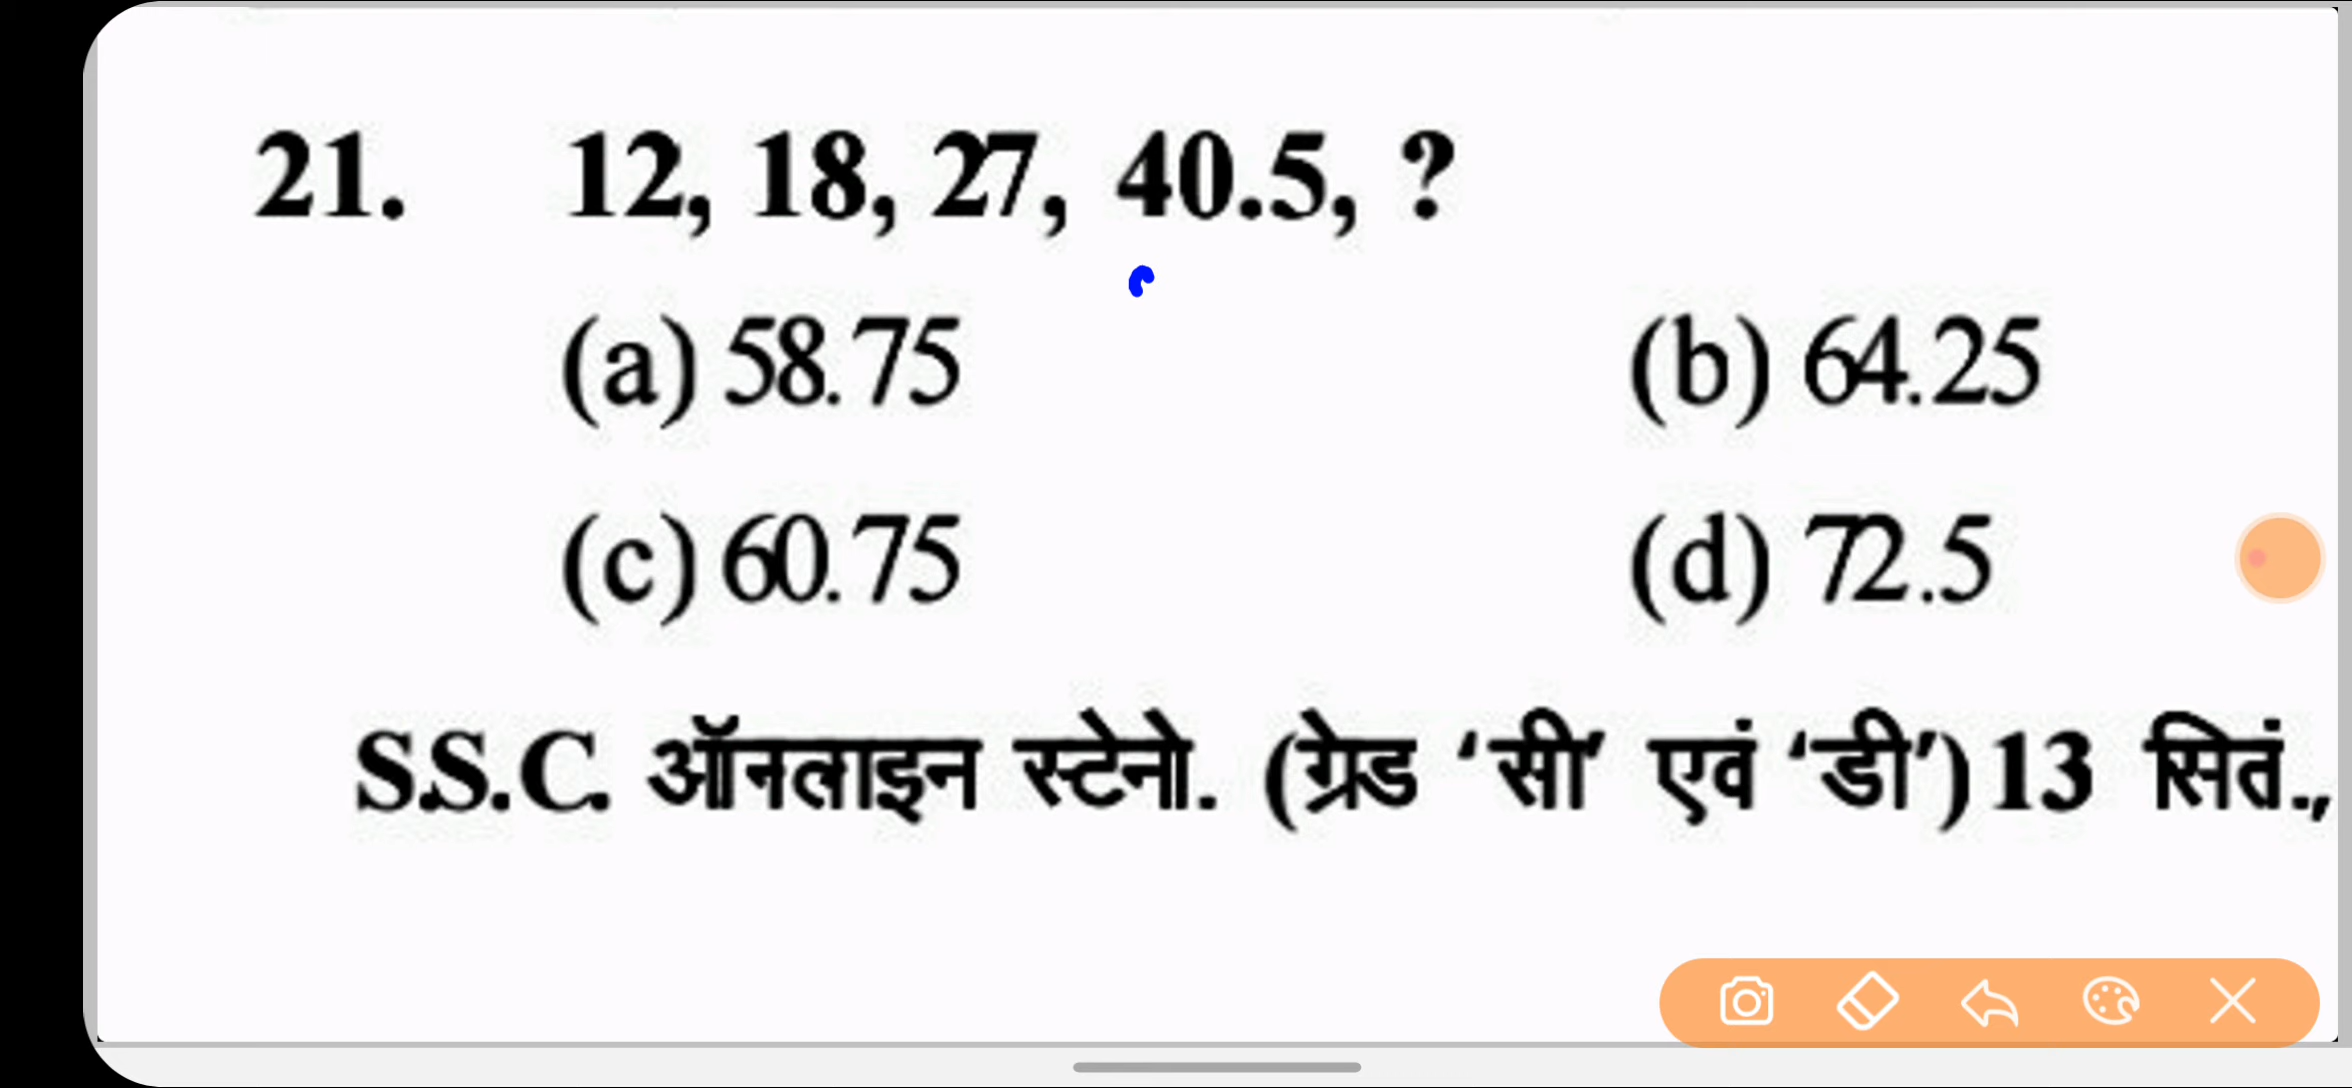 21. 12, 18, 27, 40.5, ?
(a) 58.75 (b) 64.25
(c) 60.75 (d) 72.5
S.S.C. ऑनलाइन स्टेनो. (ग्रेड ‘सी’ एवं ‘डी’) 13 सितं.,